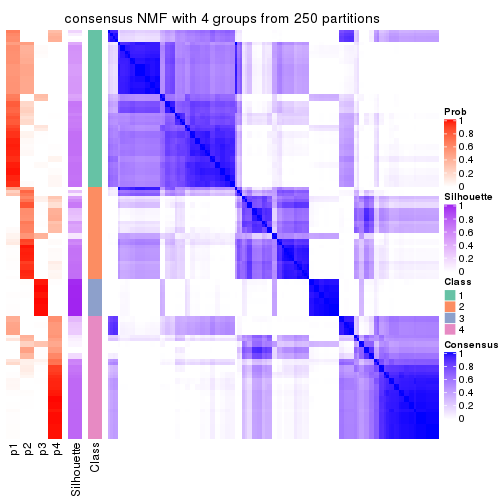 consensus NMF with 4 groups from 250 partitions
Prob
1
0.8
0.6
0.4
0.2
0
Silhouette
1
0.8
0.6
0.4
0.2
0
Class
1
2
3
4
Consensus
1
0.8
0.6
0.4
0.2
0
p1
p2
p3
p4
Silhouette
Class